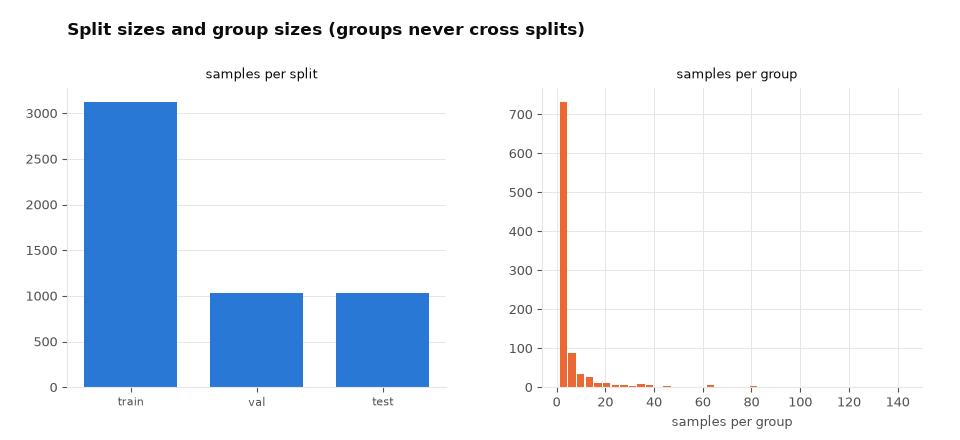 Split sizes and group sizes (groups never cross splits)
samples per split
3000
2500
2000
1500
1000
500
0
train val test
samples per group
700
600
500
400
300
200
100
0
0 20 40 60 80 100 120 140
samples per group